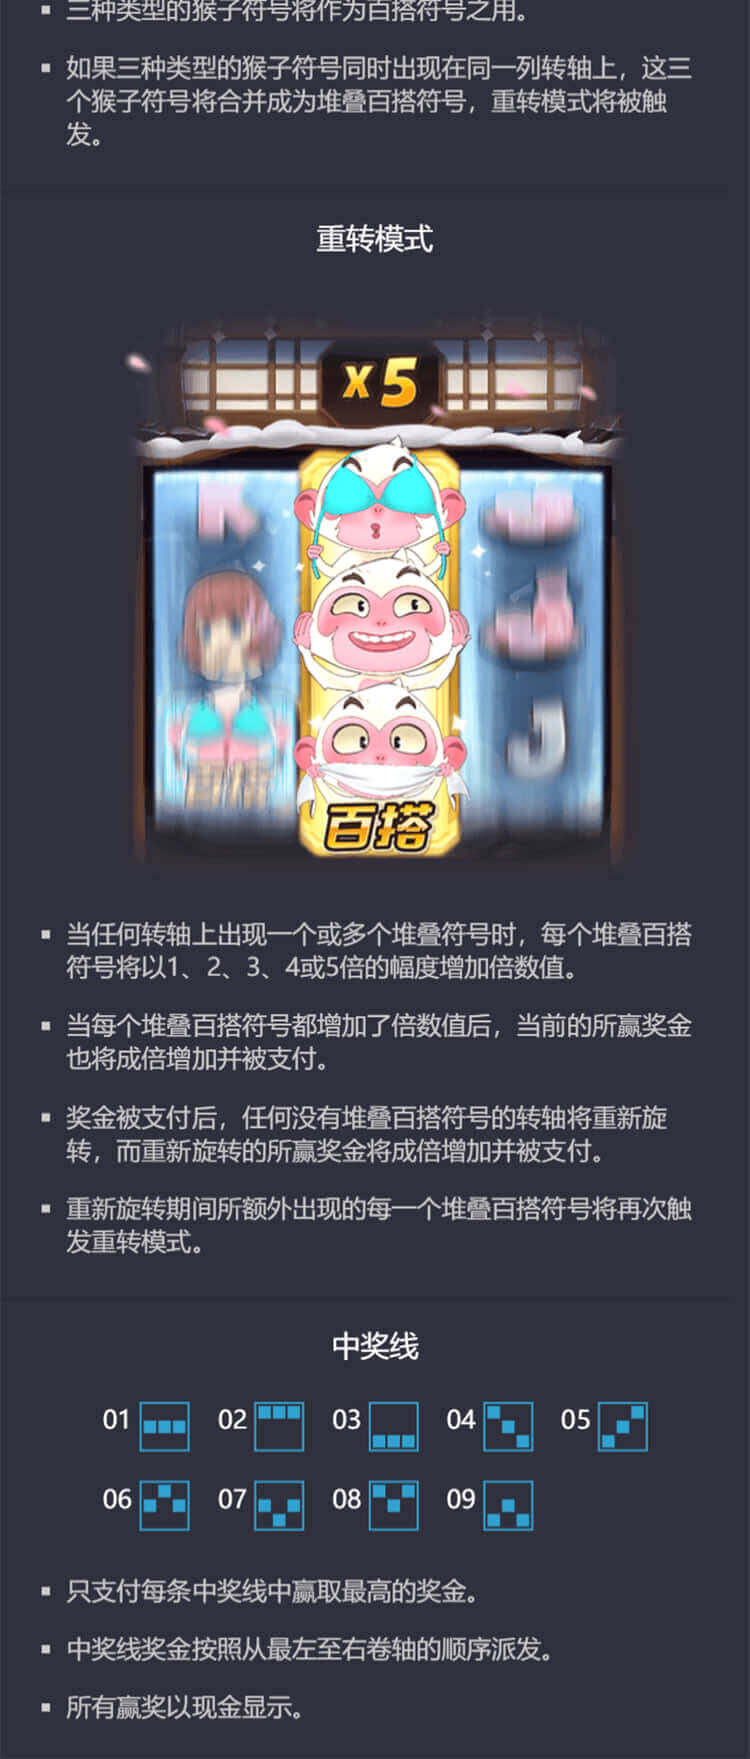 三种类型的猴子符号将作为百搭符号之用。
如果三种类型的猴子符号同时出现在同一列转轴上，这三
个猴子符号将合并成为堆叠百搭符号，重转模式将被触
发。
重转模式
x5
K
J
百搭
当任何转轴上出现一个或多个堆叠符号时，每个堆叠百搭
符号将以1、2、3、4或5倍的幅度增加倍数值。
当每个堆叠百搭符号都增加了倍数值后，当前的所赢奖金
也将成倍增加并被支付。
奖金被支付后，任何没有堆叠百搭符号的转轴将重新旋
转，而重新旋转的所赢奖金将成倍增加并被支付。
重新旋转期间所额外出现的每一个堆叠百搭符号将再次触
发重转模式。
中奖线
01 02 03 04 05
06 07 08 09
只支付每条中奖线中赢取最高的奖金。
中奖线奖金按照从最左至右卷轴的顺序派发。
所有赢奖以现金显示。